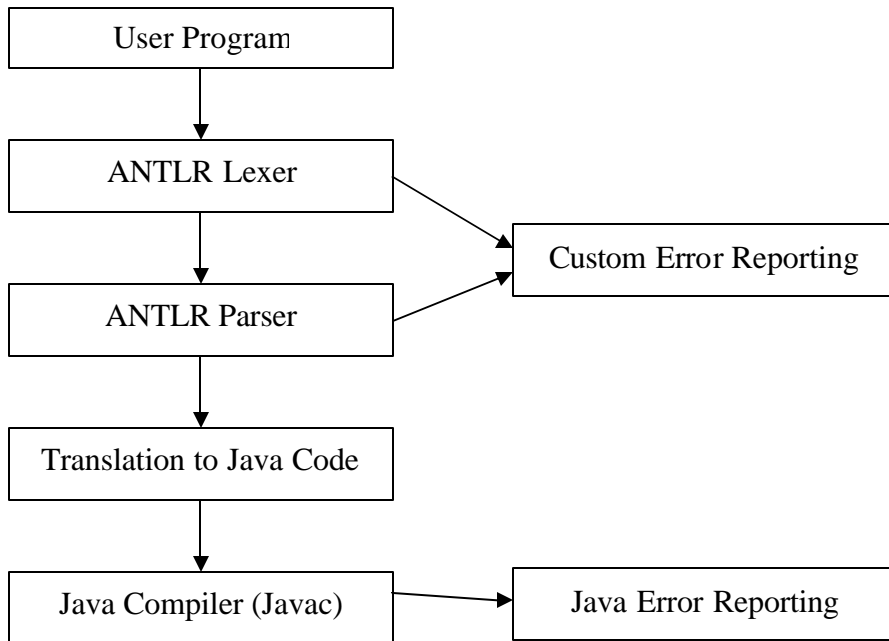 User Program
ANTLR Lexer
Custom Error Reporting
ANTLR Parser
Translation to Java Code
Java Compiler (Javac)
Java Error Reporting